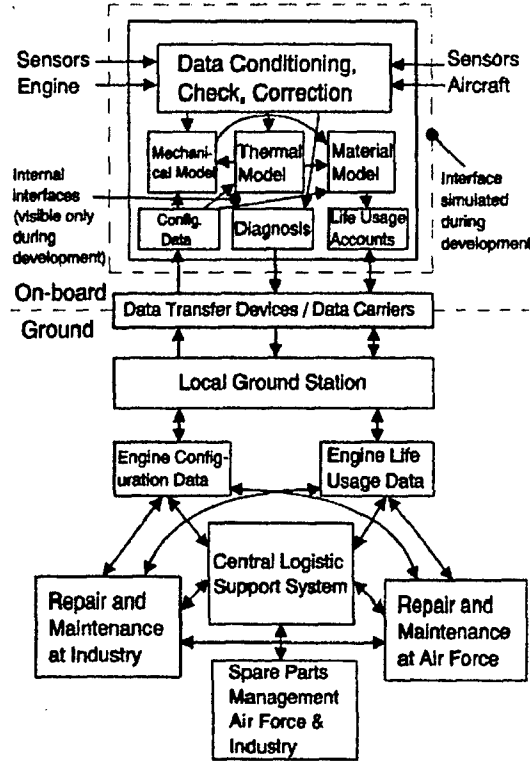 Sensors
Engine
Data Conditioning,
Check, Correction
Sensors
Aircraft
Mechani-
cal Model
Thermal
Model
Material
Model
Internal
interfaces
(visible only
during
development)
Config.
Data
Diagnosis
Life Usage
Accounts
Interface
simulated
during
development
On-board
Data Transfer Devices / Data Carriers
Ground
Local Ground Station
Engine Config-
uration Data
Engine Life
Usage Data
Central Logistic
Support System
Repair and
Maintenance
at Industry
Repair and
Maintenance
at Air Force
Spare Parts
Management
Air Force &
Industry